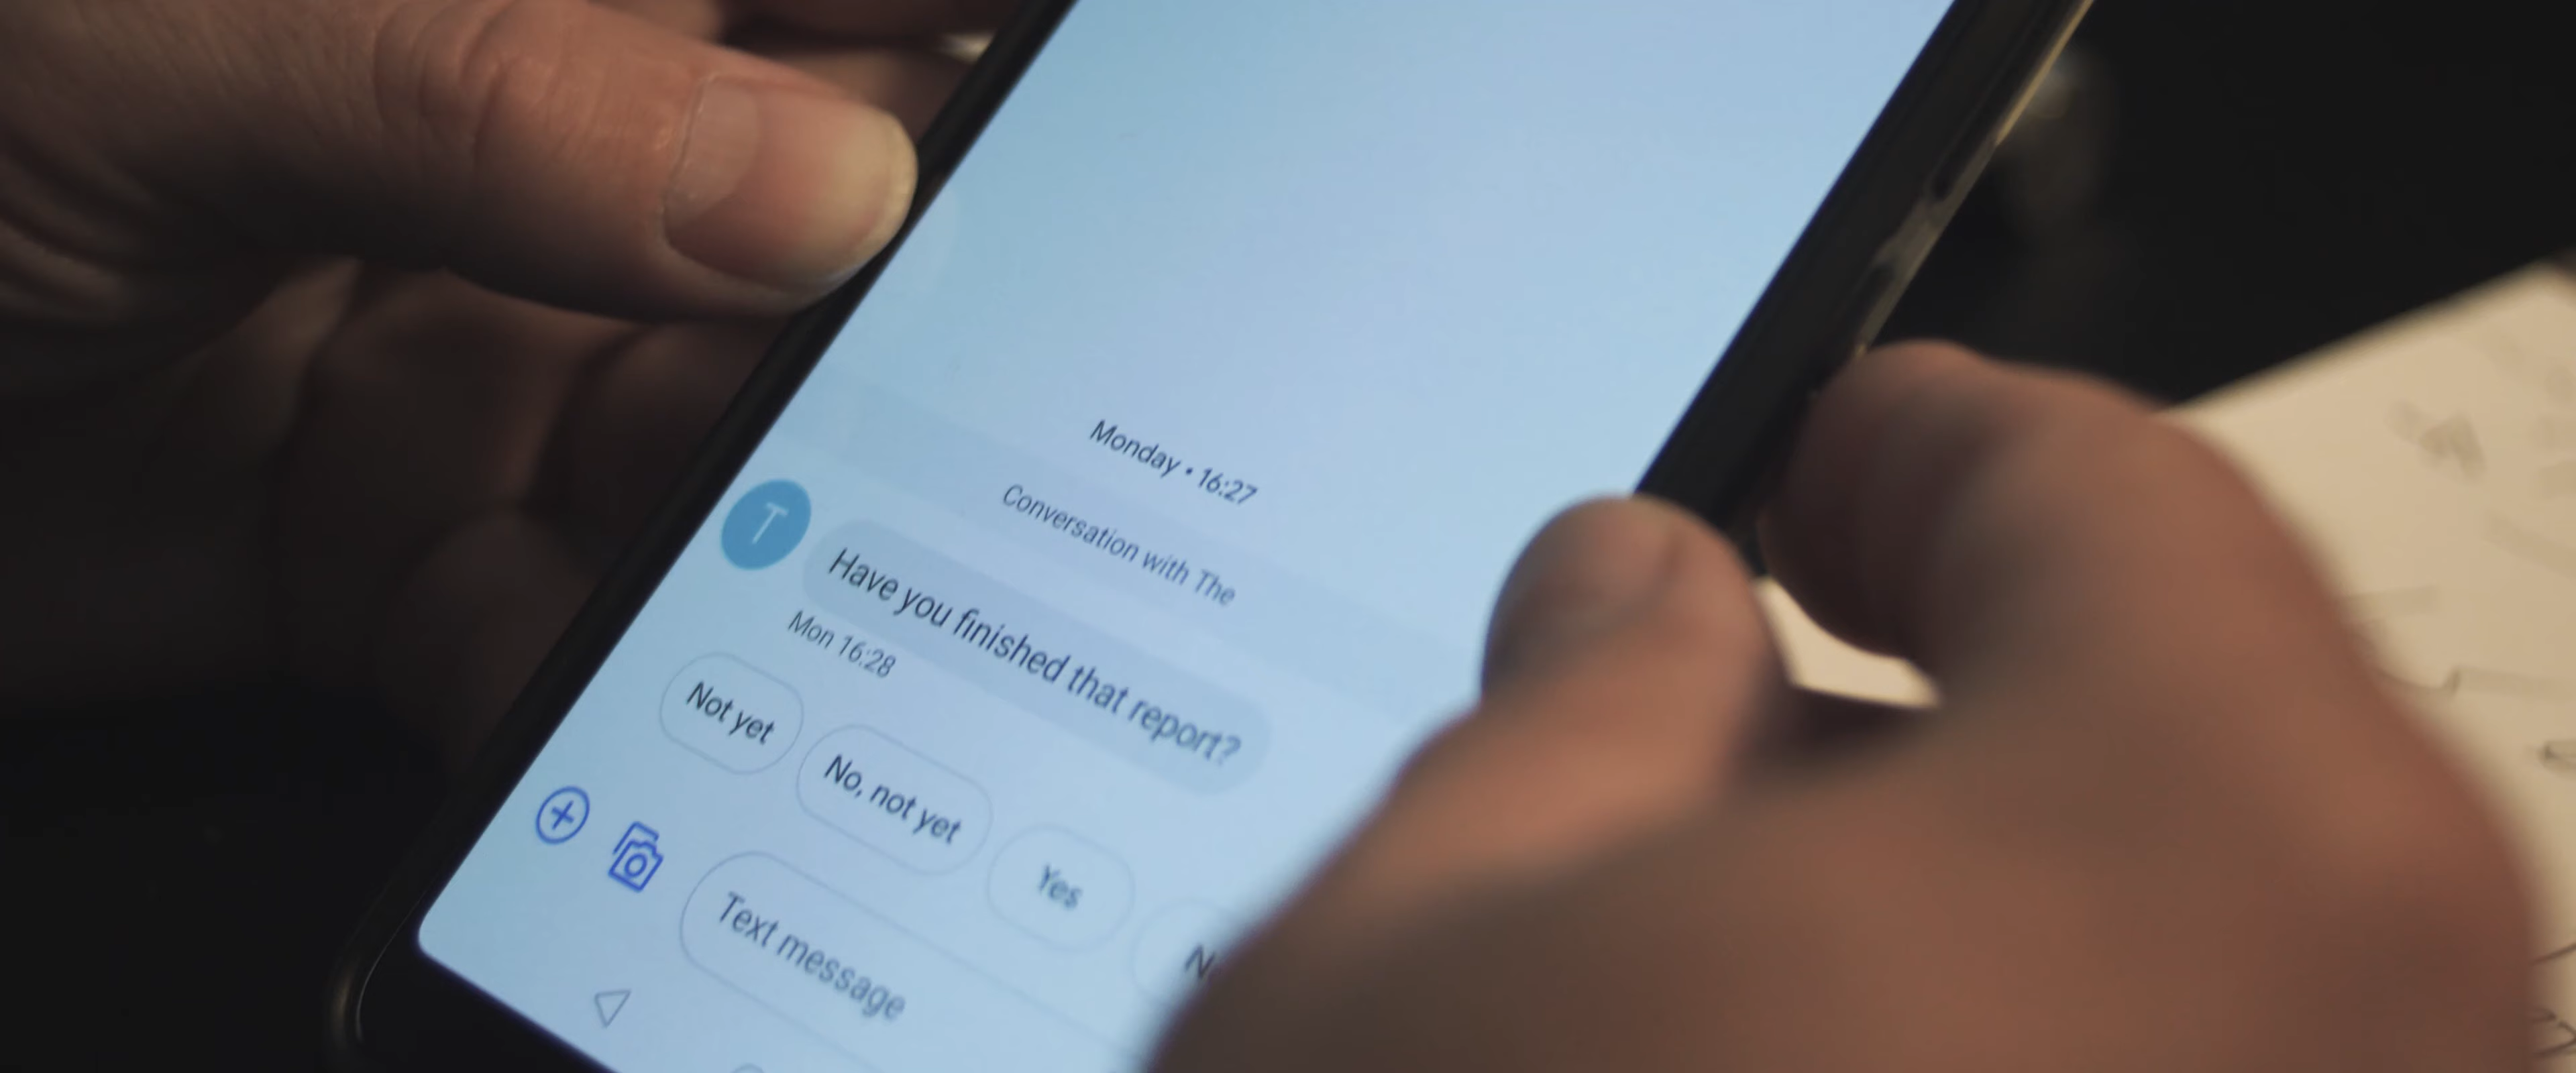 Monday • 16:27
Conversation with The
T
Have you finished that report?
Mon 16:28
Not yet
No, not yet
Yes
N
Text message